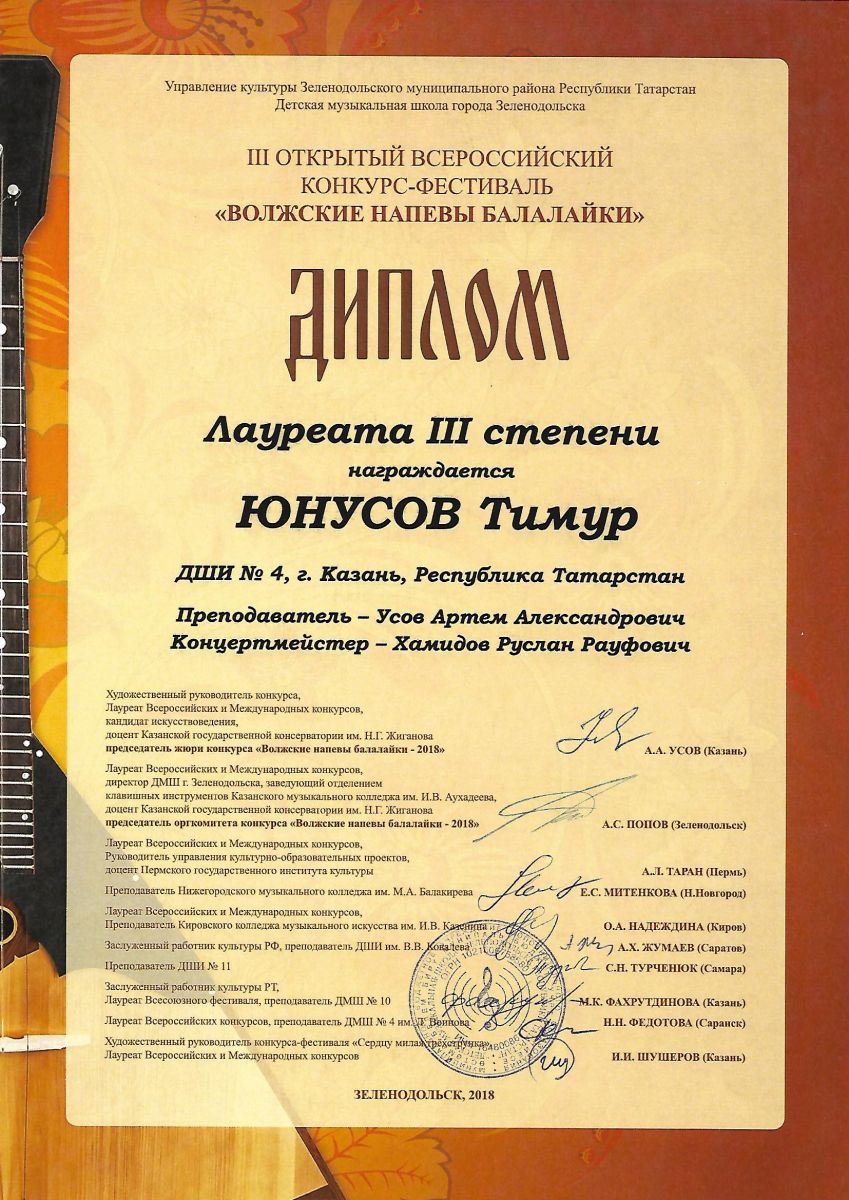 Управление культуры Зеленодольского муниципального района Республики Татарстан
Детская музыкальная школа города Зеленодольска
III ОТКРЫТЫЙ ВСЕРОССИЙСКИЙ
КОНКУРС-ФЕСТИВАЛЬ
«ВОЛЖСКИЕ НАПЕВЫ БАЛАЛАЙКИ»
ДИПЛОМ
Лауреата III степени
награждается
ЮНУСОВ Тимур
ДШИ № 4, г. Казань, Республика Татарстан
Преподаватель – Усов Артем Александрович
Концертмейстер – Хамидов Руслан Рауфович
Художественный руководитель конкурса,
Лауреат Всероссийских и Международных конкурсов,
кандидат искусствоведения,
доцент Казанской государственной консерватории им. Н.Г. Жиганова
председатель жюри конкурса «Волжские напевы балалайки - 2018» А.А. УСОВ (Казань)
Лауреат Всероссийских и Международных конкурсов,
директор ДМШ г. Зеленодольска, заведующий отделением
клавишных инструментов Казанского музыкального колледжа им. И.В. Аухадеева,
доцент Казанской государственной консерватории им. Н.Г. Жиганова
председатель оргкомитета конкурса «Волжские напевы балалайки - 2018» А.С. ПОПОВ (Зеленодольск)
Лауреат Всероссийских и Международных конкурсов,
Руководитель управления культурно-образовательных проектов,
доцент Пермского государственного института культуры А.Л. ТАРАН (Пермь)
Преподаватель Нижегородского музыкального колледжа им. М.А. Балакирева Е.С. МИТЕНКОВА (Н.Новгород)
Лауреат Всероссийских и Международных конкурсов,
Преподаватель Кировского колледжа музыкального искусства им. И.В. Казенина О.А. НАДЕЖДИНА (Киров)
Заслуженный работник культуры РФ, преподаватель ДШИ им. В.В. Ковалева А.Х. ЖУМАЕВ (Саратов)
Преподаватель ДШИ № 11 С.Н. ТУРЧЕНЮК (Самара)
Заслуженный работник культуры РТ,
Лауреат Всесоюзного фестиваля, преподаватель ДМШ № 10 М.К. ФАХРУТДИНОВА (Казань)
Лауреат Всероссийских конкурсов, преподаватель ДМШ № 4 им. Л. Воинова Н.Н. ФЕДОТОВА (Саранск)
Художественный руководитель конкурса-фестиваля «Сердцу милая трёхструнка»,
Лауреат Всероссийских и Международных конкурсов И.И. ШУШЕРОВ (Казань)
ЗЕЛЕНОДОЛЬСК, 2018